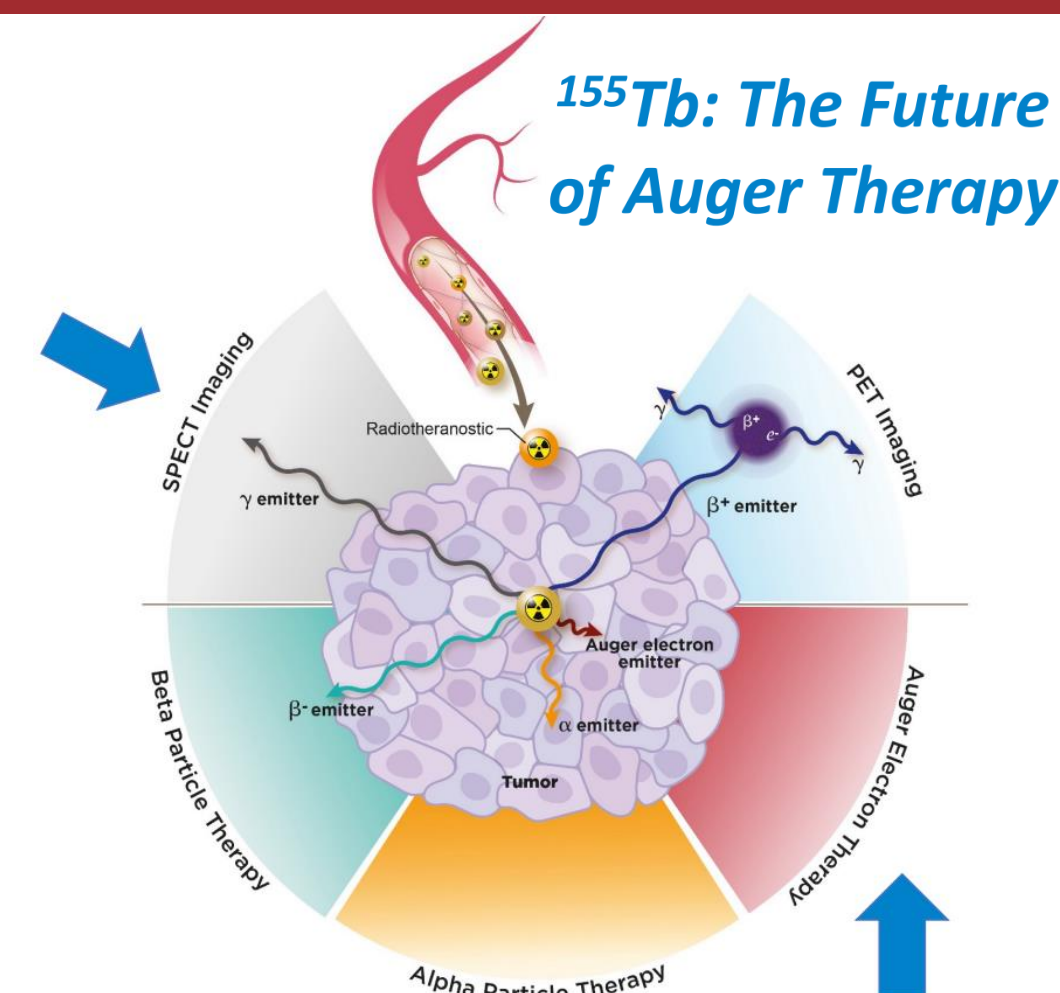 ¹⁵⁵Tb: The Future
of Auger Therapy
SPECT Imaging
PET Imaging
Radiotheranostic
γ
β⁺
e-
γ
γ emitter
β⁺ emitter
Auger electron
emitter
β- emitter
α emitter
Tumor
Beta Particle Therapy
Auger Electron Therapy
Alpha Particle Therapy